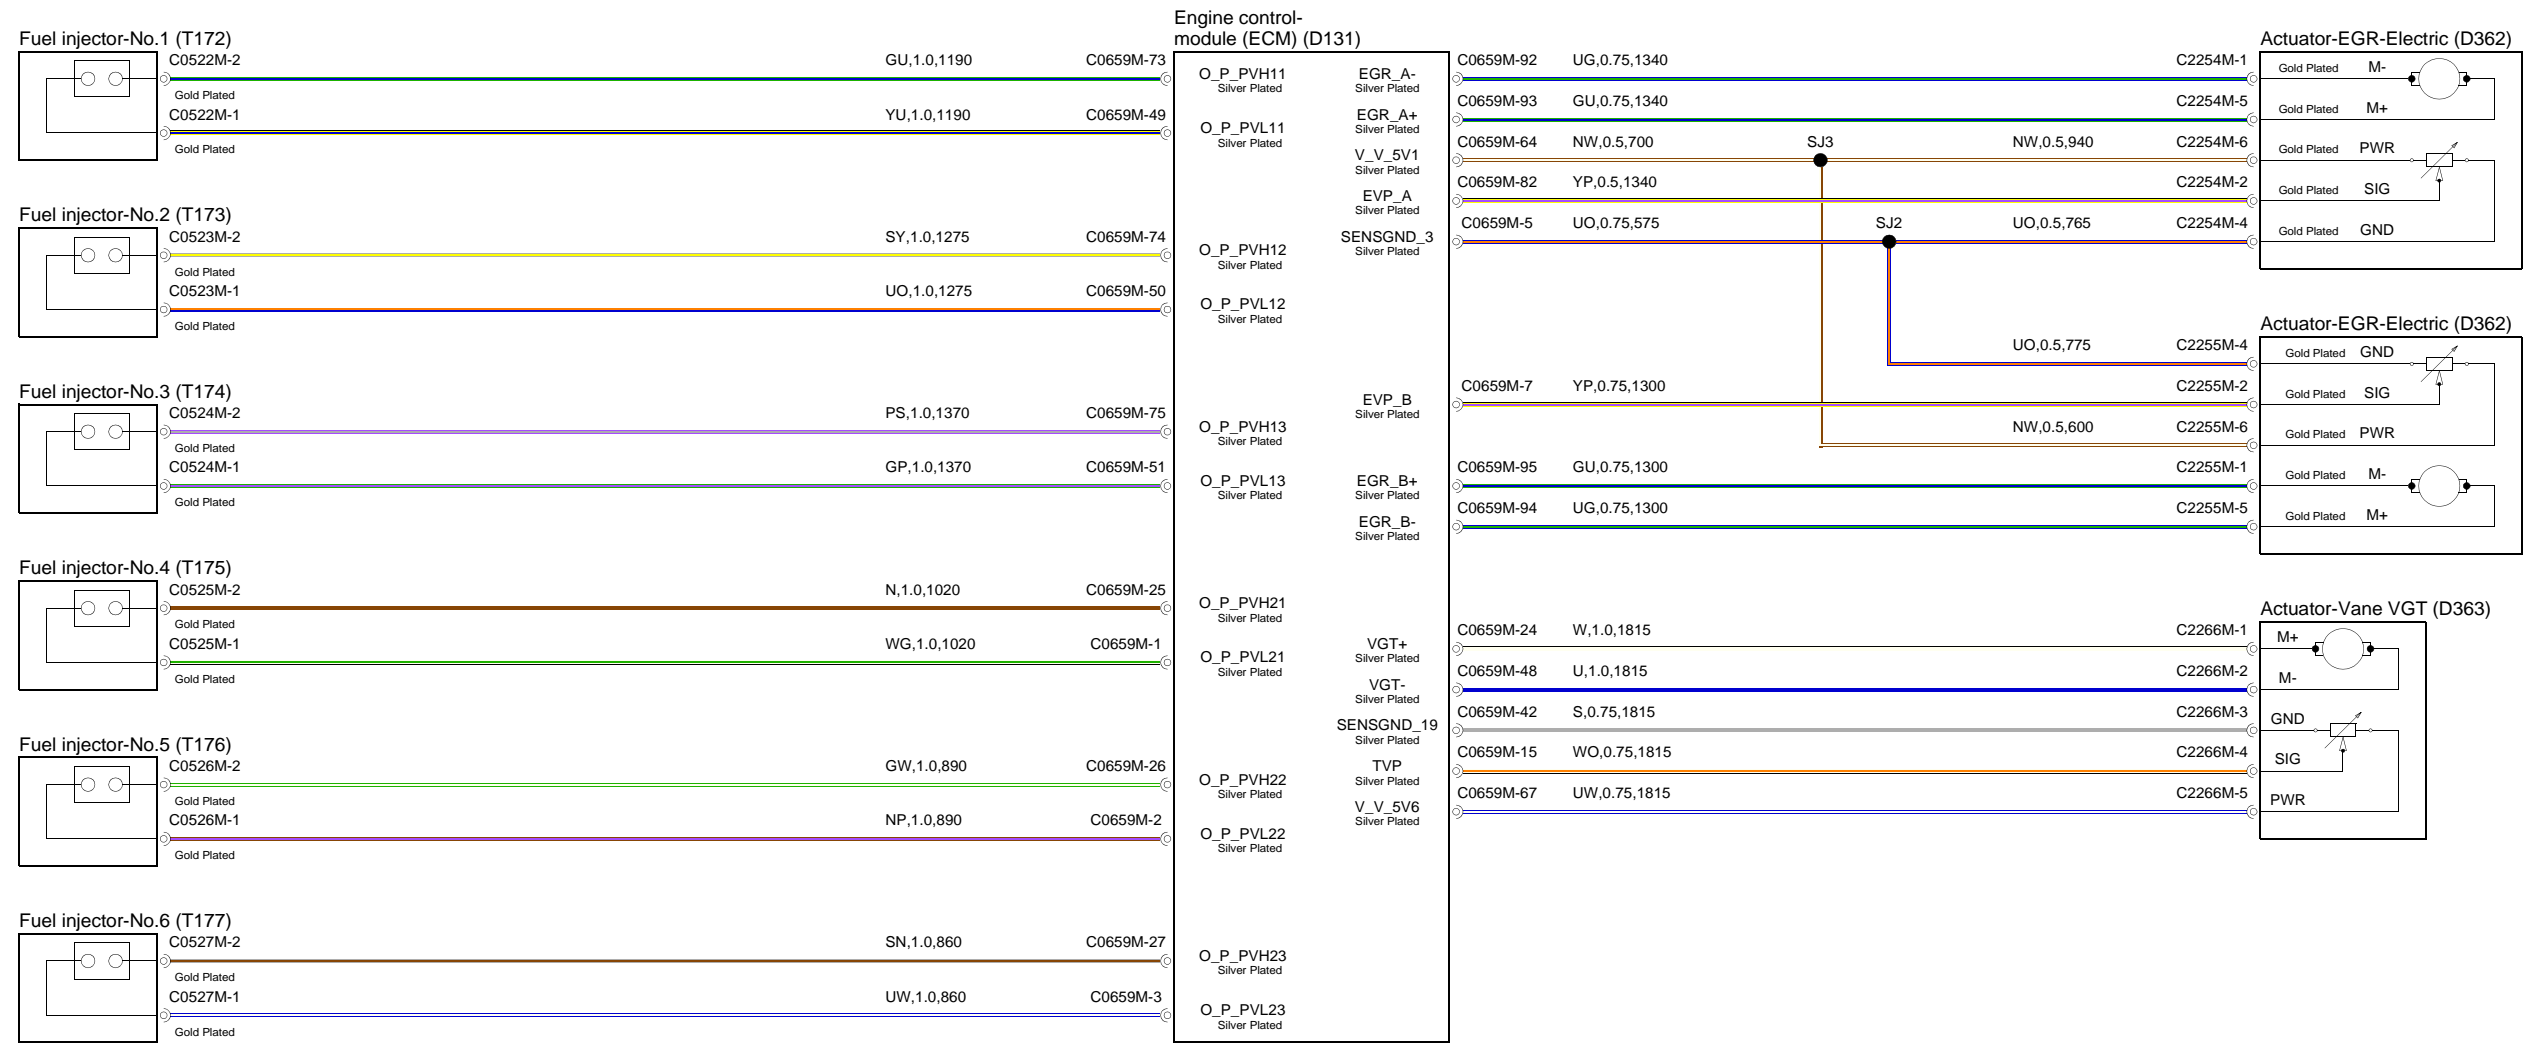 Fuel injector-No.1 (T172)
C0522M-2
GU,1.0,1190
C0659M-73
Gold Plated
C0522M-1
YU,1.0,1190
C0659M-49
Gold Plated
Fuel injector-No.2 (T173)
C0523M-2
SY,1.0,1275
C0659M-74
Gold Plated
C0523M-1
UO,1.0,1275
C0659M-50
Gold Plated
Fuel injector-No.3 (T174)
C0524M-2
PS,1.0,1370
C0659M-75
Gold Plated
C0524M-1
GP,1.0,1370
C0659M-51
Gold Plated
Fuel injector-No.4 (T175)
C0525M-2
N,1.0,1020
C0659M-25
Gold Plated
C0525M-1
WG,1.0,1020
C0659M-1
Gold Plated
Fuel injector-No.5 (T176)
C0526M-2
GW,1.0,890
C0659M-26
Gold Plated
C0526M-1
NP,1.0,890
C0659M-2
Gold Plated
Fuel injector-No.6 (T177)
C0527M-2
SN,1.0,860
C0659M-27
Gold Plated
C0527M-1
UW,1.0,860
C0659M-3
Gold Plated
Engine control-
module (ECM) (D131)
O_P_PVH11
Silver Plated
O_P_PVL11
Silver Plated
O_P_PVH12
Silver Plated
O_P_PVL12
Silver Plated
O_P_PVH13
Silver Plated
O_P_PVL13
Silver Plated
O_P_PVH21
Silver Plated
O_P_PVL21
Silver Plated
O_P_PVH22
Silver Plated
O_P_PVL22
Silver Plated
O_P_PVH23
Silver Plated
O_P_PVL23
Silver Plated
EGR_A-
Silver Plated
EGR_A+
Silver Plated
V_V_5V1
Silver Plated
EVP_A
Silver Plated
SENSGND_3
Silver Plated
EVP_B
Silver Plated
EGR_B+
Silver Plated
EGR_B-
Silver Plated
VGT+
Silver Plated
VGT-
Silver Plated
SENSGND_19
Silver Plated
TVP
Silver Plated
V_V_5V6
Silver Plated
C0659M-92
UG,0.75,1340
C2254M-1
C0659M-93
GU,0.75,1340
C2254M-5
C0659M-64
NW,0.5,700
SJ3
NW,0.5,940
C2254M-6
C0659M-82
YP,0.5,1340
C2254M-2
C0659M-5
UO,0.75,575
SJ2
UO,0.5,765
C2254M-4
UO,0.5,775
C2255M-4
C0659M-7
YP,0.75,1300
C2255M-2
NW,0.5,600
C2255M-6
C0659M-95
GU,0.75,1300
C2255M-1
C0659M-94
UG,0.75,1300
C2255M-5
C0659M-24
W,1.0,1815
C2266M-1
C0659M-48
U,1.0,1815
C2266M-2
C0659M-42
S,0.75,1815
C2266M-3
C0659M-15
WO,0.75,1815
C2266M-4
C0659M-67
UW,0.75,1815
C2266M-5
Actuator-EGR-Electric (D362)
Gold Plated M-
Gold Plated M+
Gold Plated PWR
Gold Plated SIG
Gold Plated GND
Actuator-EGR-Electric (D362)
Gold Plated GND
Gold Plated SIG
Gold Plated PWR
Gold Plated M-
Gold Plated M+
Actuator-Vane VGT (D363)
M+
M-
GND
SIG
PWR